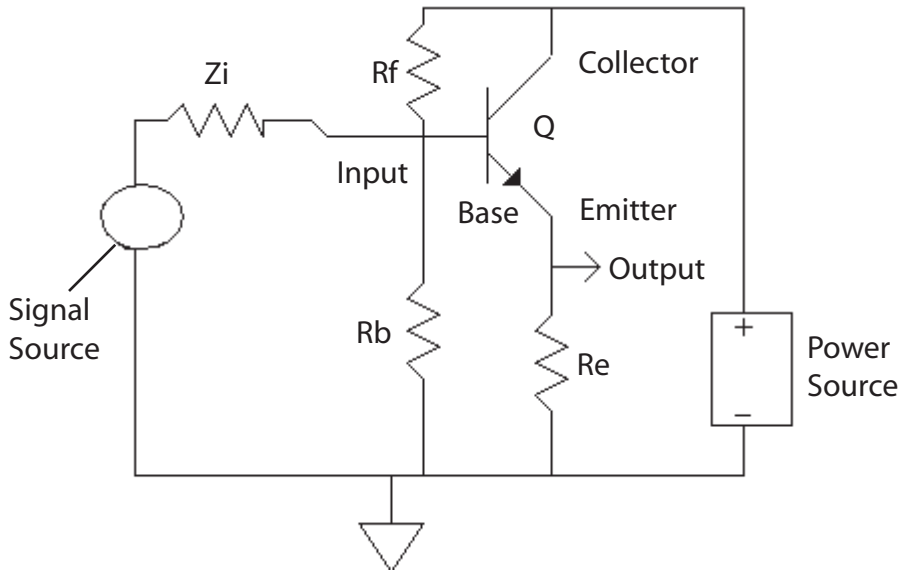 Zi
Rf
Collector
Q
Input
Base
Emitter
Output
Signal
Source
Rb
Re
+
Power
Source
−